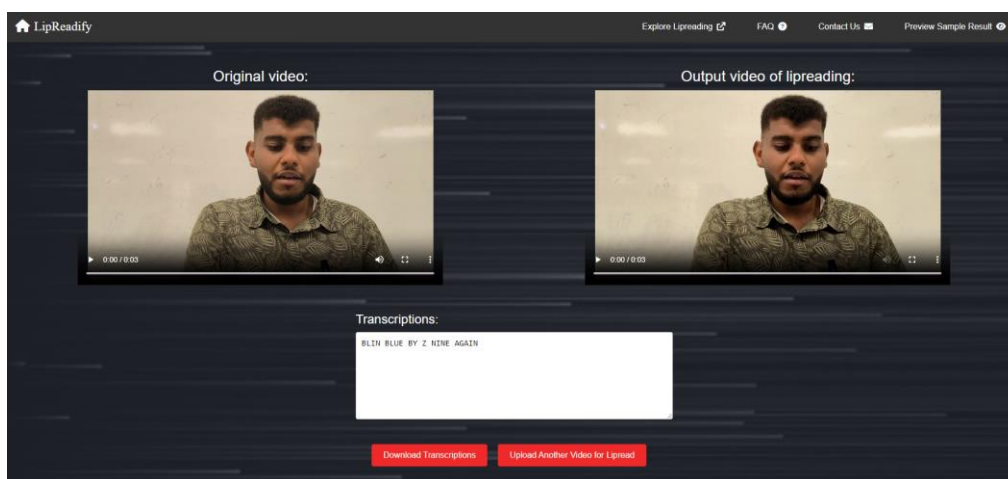 LipReadify
Explore Lipreading
FAQ
Contact Us
Preview Sample Result
Original video:
Output video of lipreading:
0:00 / 0:03
0:00 / 0:03
Transcriptions:
BLIN BLUE BY Z NINE AGAIN
Download Transcriptions
Upload Another Video for Lipread